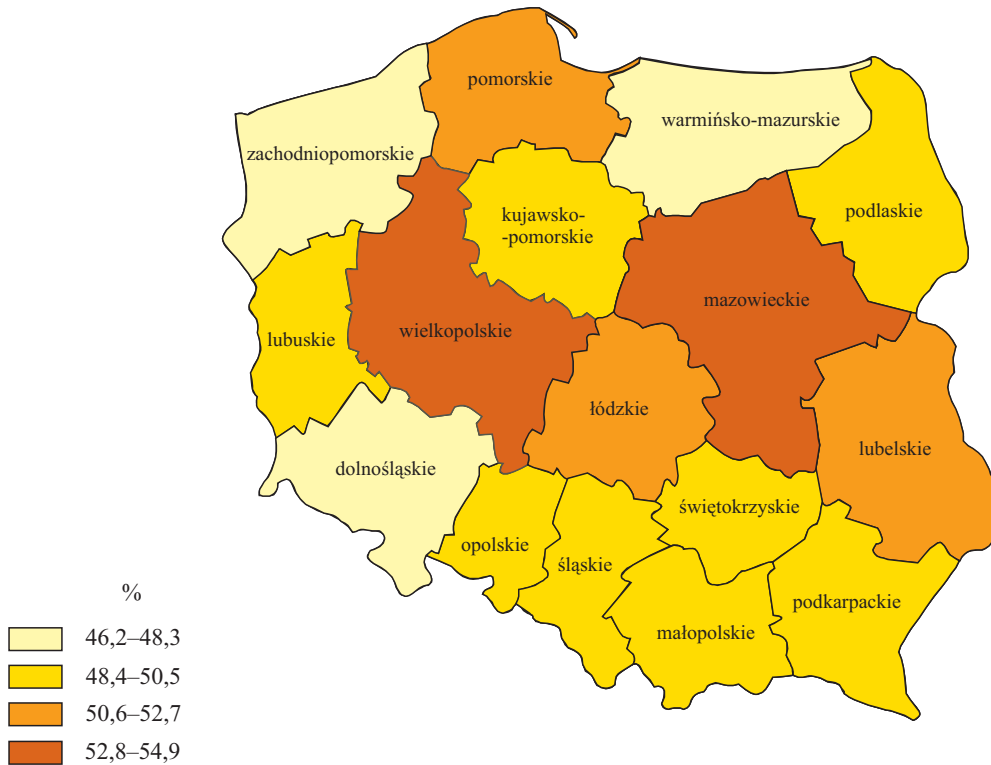 pomorskie
warmińsko-mazurskie
zachodniopomorskie
podlaskie
kujawsko-
-pomorskie
mazowieckie
wielkopolskie
lubuskie
łódzkie
lubelskie
dolnośląskie
świętokrzyskie
opolskie
śląskie
podkarpackie
małopolskie
%
46,2–48,3
48,4–50,5
50,6–52,7
52,8–54,9